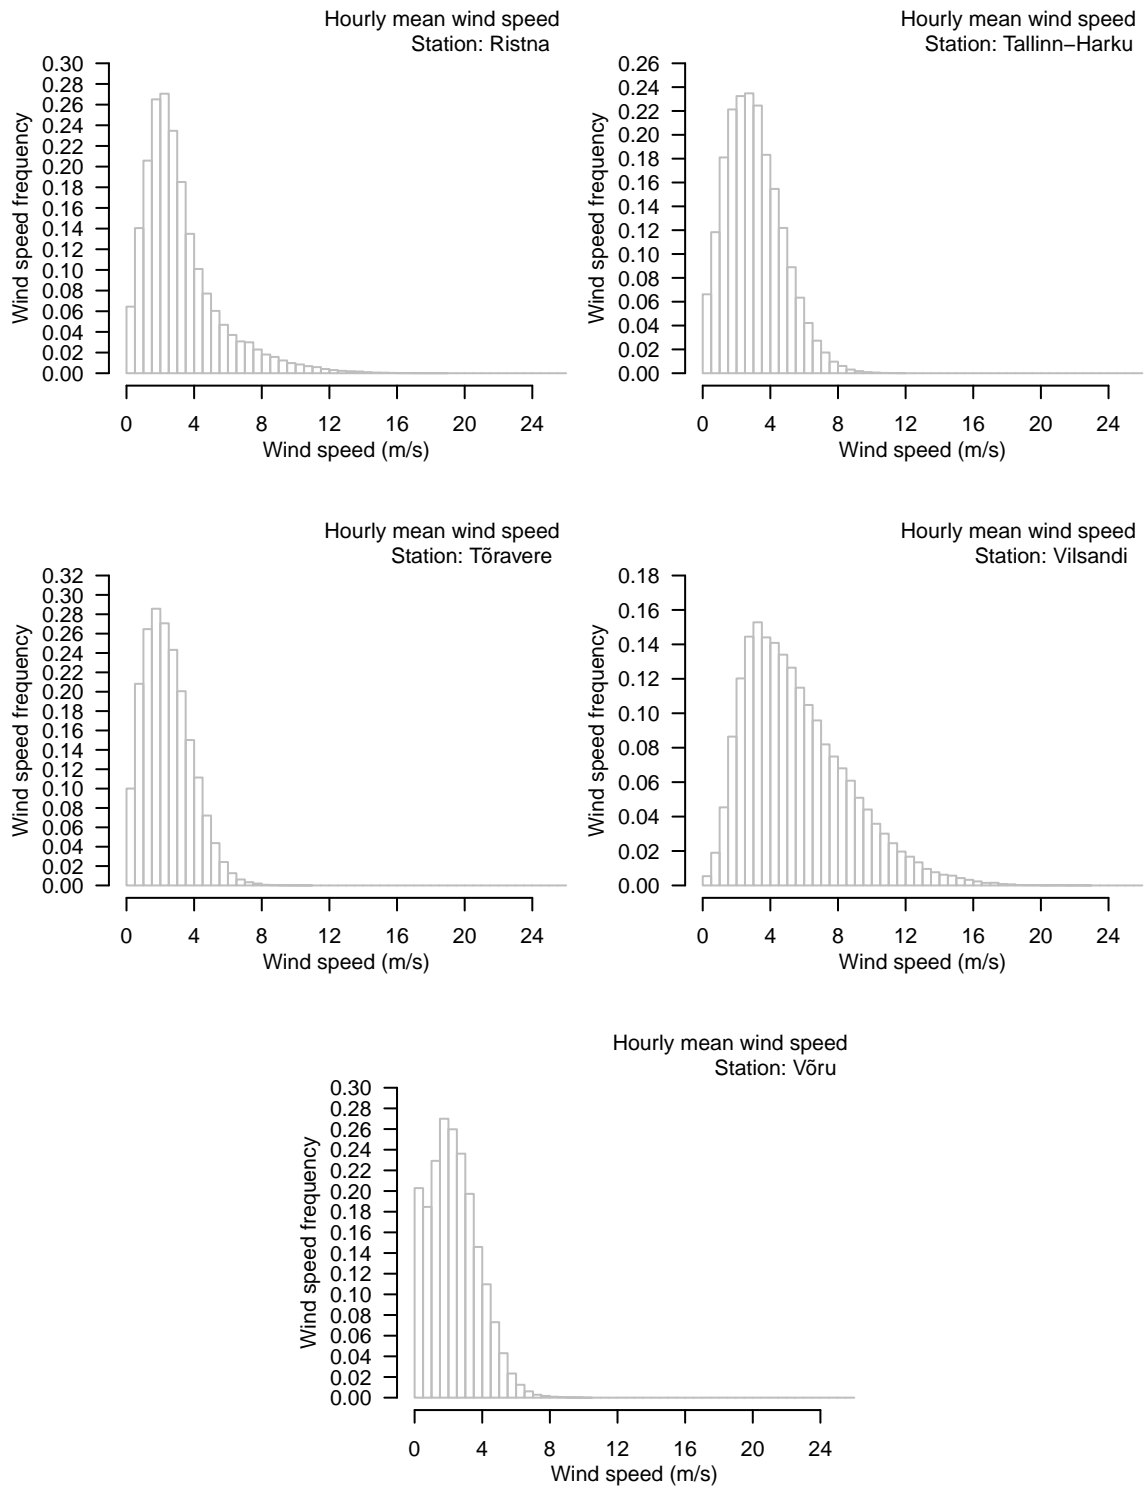 Hourly mean wind speed
Station: Ristna
Wind speed frequency
0.30
0.28
0.26
0.24
0.22
0.20
0.18
0.16
0.14
0.12
0.10
0.08
0.06
0.04
0.02
0.00
0 4 8 12 16 20 24
Wind speed (m/s)
Hourly mean wind speed
Station: Tallinn−Harku
Wind speed frequency
0.26
0.24
0.22
0.20
0.18
0.16
0.14
0.12
0.10
0.08
0.06
0.04
0.02
0.00
0 4 8 12 16 20 24
Wind speed (m/s)
Hourly mean wind speed
Station: Tõravere
Wind speed frequency
0.32
0.30
0.28
0.26
0.24
0.22
0.20
0.18
0.16
0.14
0.12
0.10
0.08
0.06
0.04
0.02
0.00
0 4 8 12 16 20 24
Wind speed (m/s)
Hourly mean wind speed
Station: Vilsandi
Wind speed frequency
0.18
0.16
0.14
0.12
0.10
0.08
0.06
0.04
0.02
0.00
0 4 8 12 16 20 24
Wind speed (m/s)
Hourly mean wind speed
Station: Võru
Wind speed frequency
0.30
0.28
0.26
0.24
0.22
0.20
0.18
0.16
0.14
0.12
0.10
0.08
0.06
0.04
0.02
0.00
0 4 8 12 16 20 24
Wind speed (m/s)